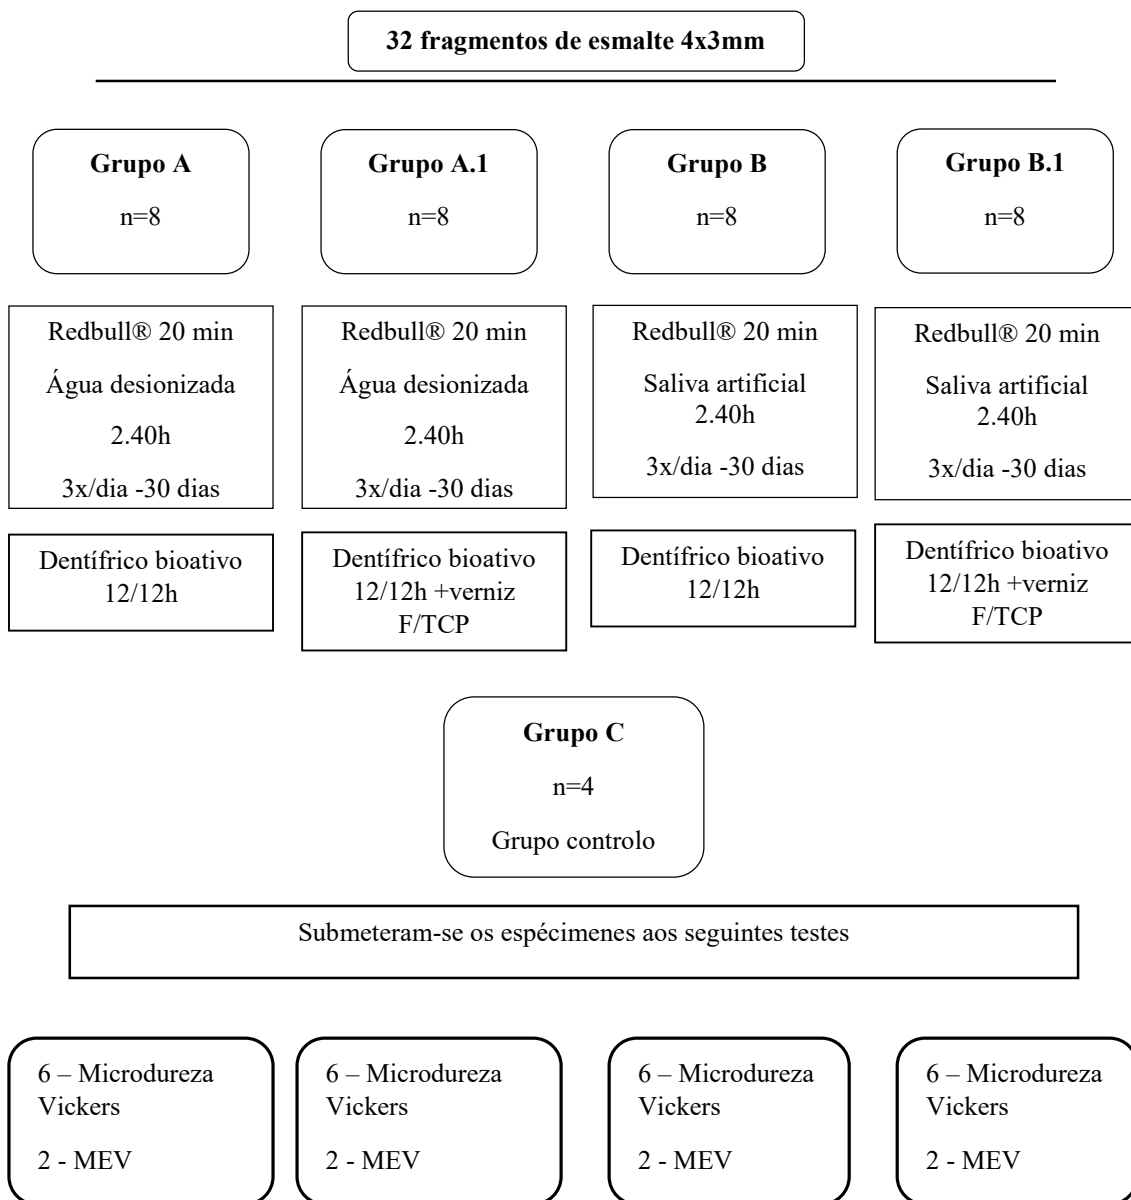 32 fragmentos de esmalte 4x3mm
Grupo A
n=8
Grupo A.1
n=8
Grupo B
n=8
Grupo B.1
n=8
Redbull® 20 min
Água desionizada
2.40h
3x/dia -30 dias
Redbull® 20 min
Água desionizada
2.40h
3x/dia -30 dias
Redbull® 20 min
Saliva artificial
2.40h
3x/dia -30 dias
Redbull® 20 min
Saliva artificial
2.40h
3x/dia -30 dias
Dentífrico bioativo
12/12h
Dentífrico bioativo
12/12h +verniz
F/TCP
Dentífrico bioativo
12/12h
Dentífrico bioativo
12/12h +verniz
F/TCP
Grupo C
n=4
Grupo controlo
Submeteram-se os espécimenes aos seguintes testes
6 – Microdureza
Vickers
2 - MEV
6 – Microdureza
Vickers
2 - MEV
6 – Microdureza
Vickers
2 - MEV
6 – Microdureza
Vickers
2 - MEV